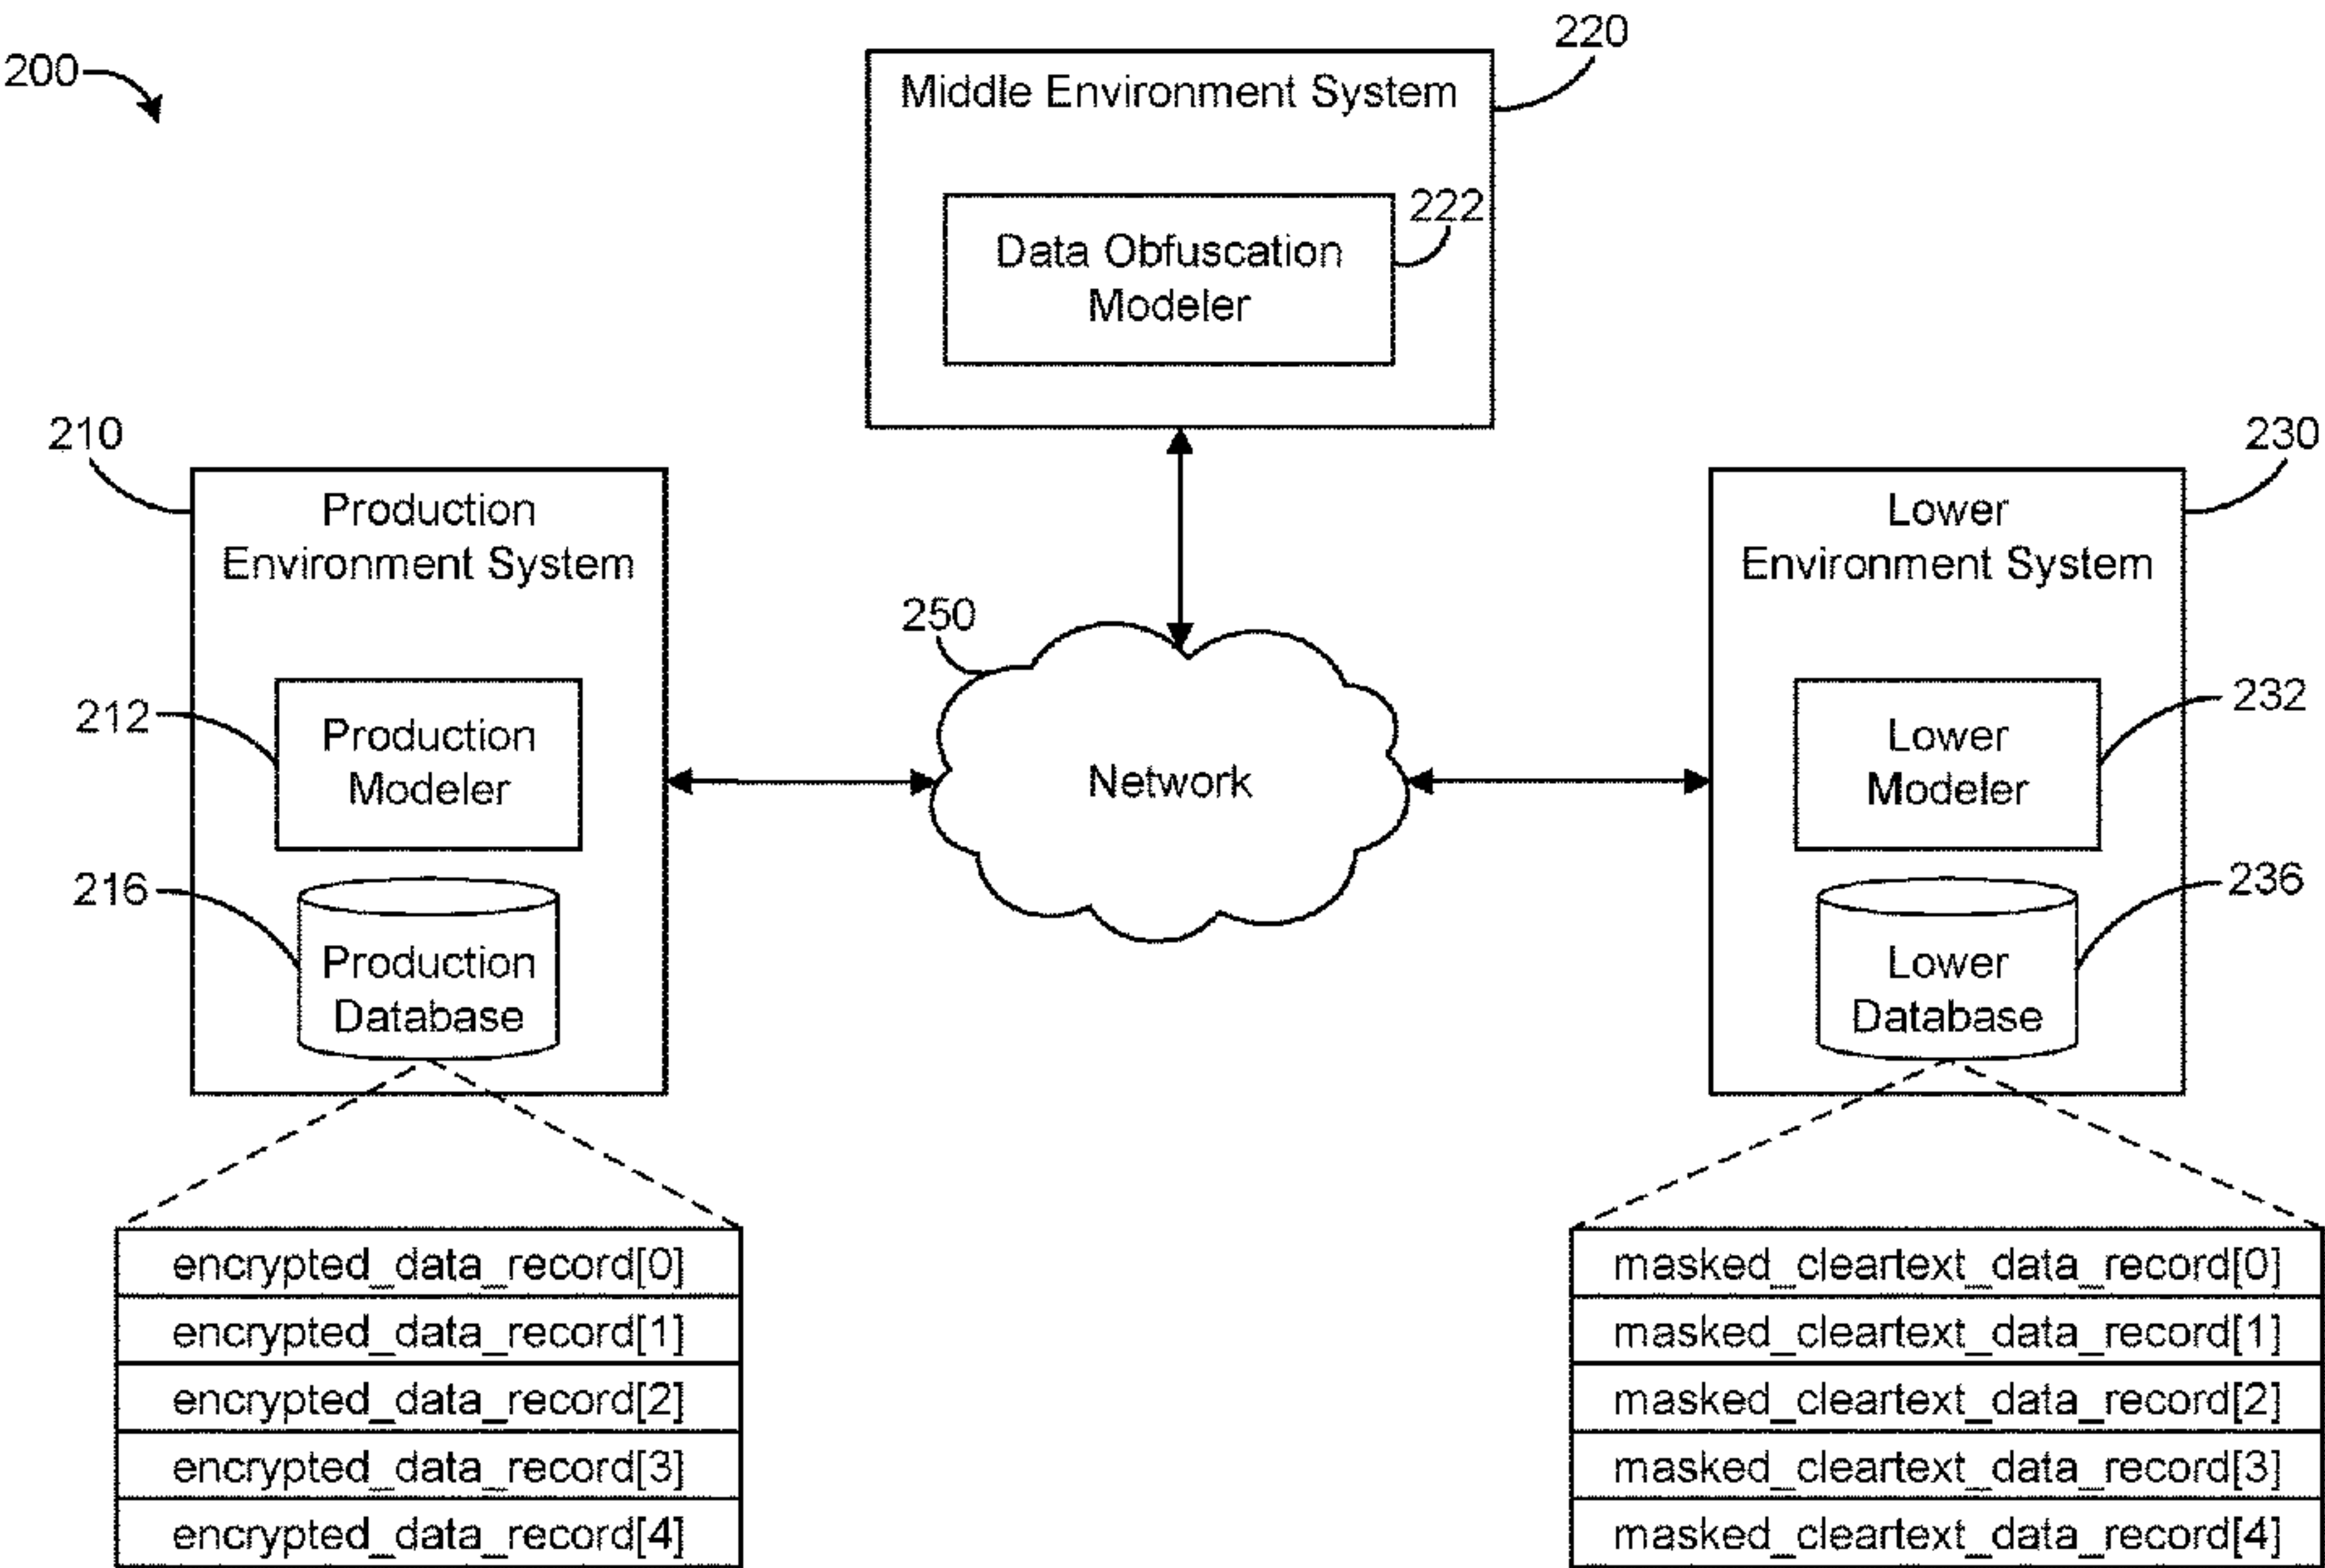 200
220
Middle Environment System
222
Data Obfuscation
Modeler
210
Production
Environment System
212
Production
Modeler
216
Production
Database
250
Network
230
Lower
Environment System
232
Lower
Modeler
236
Lower
Database
encrypted_data_record[0]
encrypted_data_record[1]
encrypted_data_record[2]
encrypted_data_record[3]
encrypted_data_record[4]
masked_cleartext_data_record[0]
masked_cleartext_data_record[1]
masked_cleartext_data_record[2]
masked_cleartext_data_record[3]
masked_cleartext_data_record[4]